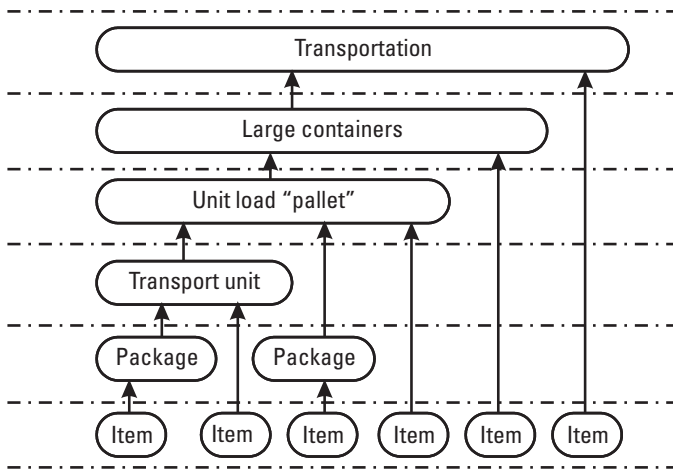 Transportation
Large containers
Unit load “pallet”
Transport unit
Package
Package
Item
Item
Item
Item
Item
Item